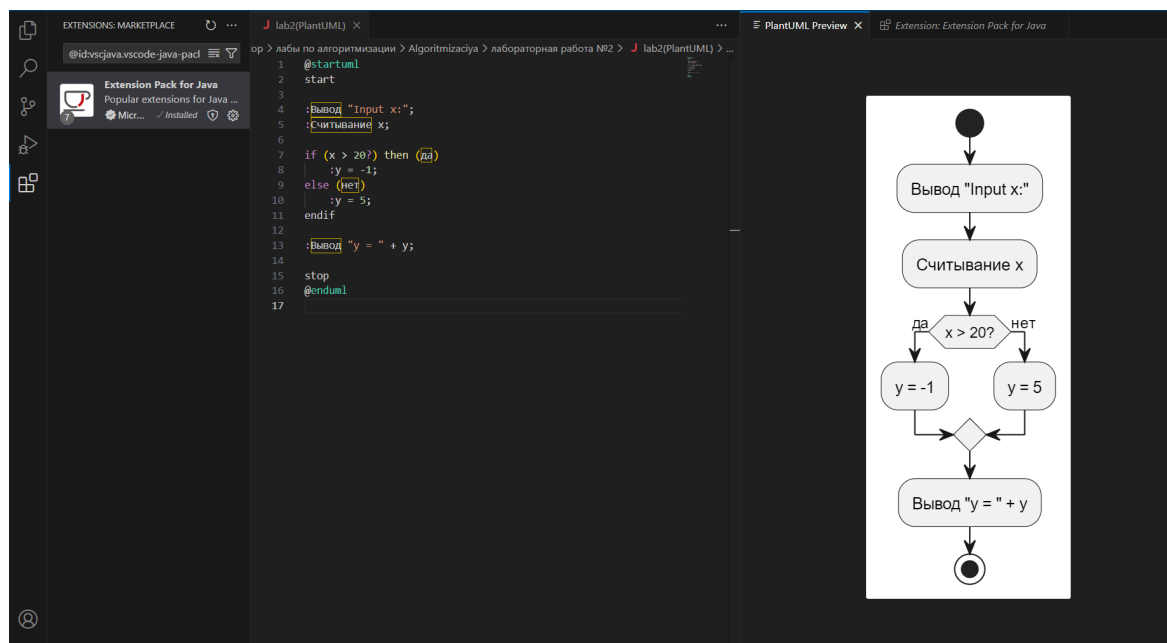 EXTENSIONS: MARKETPLACE
@id:vscjava.vscode-java-pacl
Extension Pack for Java
Popular extensions for Java ...
7
Micr...
Installed
J lab2(PlantUML)
ор > лабы по алгоритмизации > Algoritmizaciya > лабораторная работа №2 > J lab2(PlantUML) > ...
1 @startuml
2 start
3
4 :Вывод "Input x:";
5 :Считывание x;
6
7 if (x > 20?) then (да)
8 :y = -1;
9 else (нет)
10 :y = 5;
11 endif
12
13 :Вывод "y = " + y;
14
15 stop
16 @enduml
17
PlantUML Preview
Extension: Extension Pack for Java
Вывод "Input x:"
Считывание x
да
x > 20?
нет
y = -1
y = 5
Вывод "y = " + y